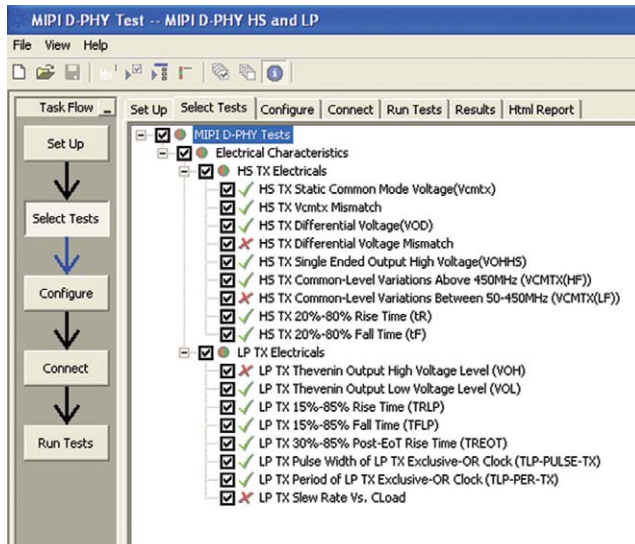 MIPI D-PHY Test -- MIPI D-PHY HS and LP
File View Help
Task Flow
Set Up Select Tests Configure Connect Run Tests Results Html Report
Set Up
Select Tests
Configure
Connect
Run Tests
MIPI D-PHY Tests
Electrical Characteristics
HS TX Electricals
HS TX Static Common Mode Voltage(Vcmtx)
HS TX Vcmtx Mismatch
HS TX Differential Voltage(VOD)
HS TX Differential Voltage Mismatch
HS TX Single Ended Output High Voltage(VOHHS)
HS TX Common-Level Variations Above 450MHz (VCMTX(HF))
HS TX Common-Level Variations Between 50-450MHz (VCMTX(LF))
HS TX 20%-80% Rise Time (tR)
HS TX 20%-80% Fall Time (tF)
LP TX Electricals
LP TX Thevenin Output High Voltage Level (VOH)
LP TX Thevenin Output Low Voltage Level (VOL)
LP TX 15%-85% Rise Time (TRLP)
LP TX 15%-85% Fall Time (TFLP)
LP TX 30%-85% Post-EoT Rise Time (TREOT)
LP TX Pulse Width of LP TX Exclusive-OR Clock (TLP-PULSE-TX)
LP TX Period of LP TX Exclusive-OR Clock (TLP-PER-TX)
LP TX Slew Rate Vs. CLoad